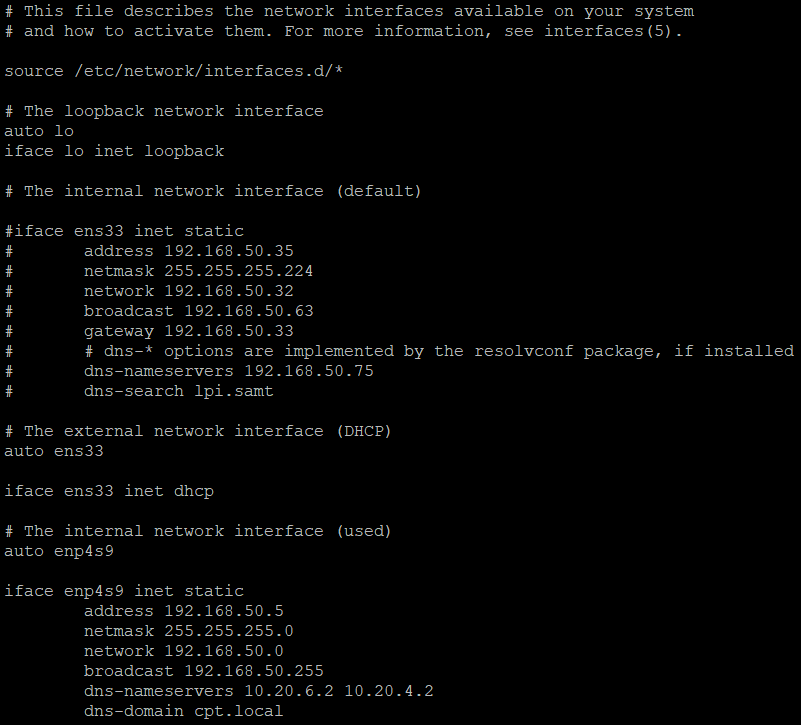 # This file describes the network interfaces available on your system
# and how to activate them. For more information, see interfaces(5).
source /etc/network/interfaces.d/*
# The loopback network interface
auto lo
iface lo inet loopback
# The internal network interface (default)
#iface ens33 inet static
#       address 192.168.50.35
#       netmask 255.255.255.224
#       network 192.168.50.32
#       broadcast 192.168.50.63
#       gateway 192.168.50.33
#       # dns-* options are implemented by the resolvconf package, if installed
#       dns-nameservers 192.168.50.75
#       dns-search lpi.samt
# The external network interface (DHCP)
auto ens33
iface ens33 inet dhcp
# The internal network interface (used)
auto enp4s9
iface enp4s9 inet static
        address 192.168.50.5
        netmask 255.255.255.0
        network 192.168.50.0
        broadcast 192.168.50.255
        dns-nameservers 10.20.6.2 10.20.4.2
        dns-domain cpt.local